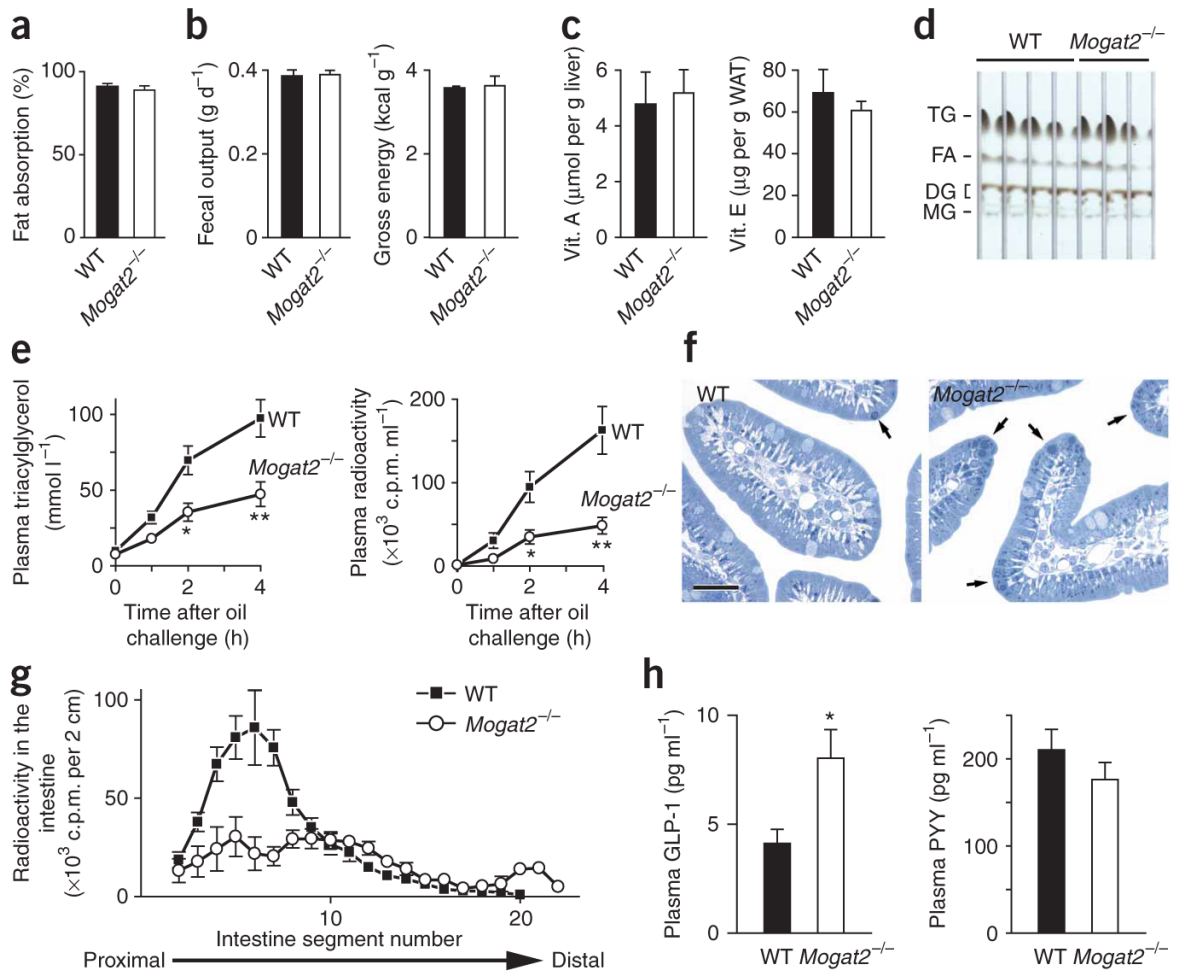 a
Fat absorption (%)
100
50
0
WT
Mogat2−/−
b
Fecal output (g d−1)
0.4
0.2
0
WT
Mogat2−/−
Gross energy (kcal g−1)
4
2
0
WT
Mogat2−/−
c
Vit. A (μmol per g liver)
6
4
2
0
WT
Mogat2−/−
Vit. E (μg per g WAT)
80
60
40
20
0
WT
Mogat2−/−
d
WT Mogat2−/−
TG
FA
DG
MG
e
Plasma triacylglycerol
(mmol l−1)
100
50
0
WT
Mogat2−/−
*
**
0 2 4
Time after oil
challenge (h)
Plasma radioactivity
(×103 c.p.m. ml−1)
200
100
0
WT
Mogat2−/−
*
**
0 2 4
Time after oil
challenge (h)
f
WT
Mogat2−/−
g
Radioactivity in the
intestine
(×103 c.p.m. per 2 cm)
100
50
0
WT
Mogat2−/−
10 20
Intestine segment number
Proximal Distal
h
Plasma GLP-1 (pg ml−1)
10
5
0
*
WT Mogat2−/−
Plasma PYY (pg ml−1)
200
100
0
WT Mogat2−/−